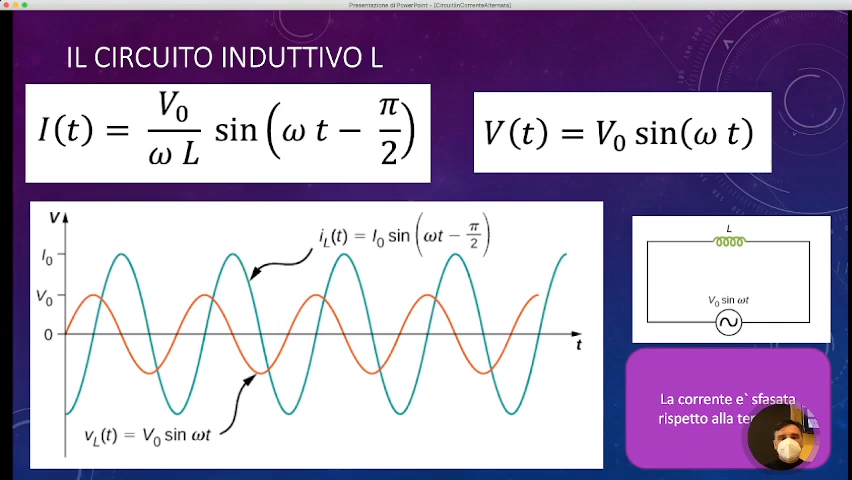 Presentazione di PowerPoint - [CircuitiInCorrenteAlternata]
IL CIRCUITO INDUTTIVO L
I(t) = V₀ / ω L sin(ω t − π/2)
V(t) = V₀ sin(ω t)
V
iL(t) = I₀ sin(ωt − π/2)
I₀
V₀
0
t
vL(t) = V₀ sin ωt
L
V₀ sin ωt
La corrente e` sfasata
rispetto alla